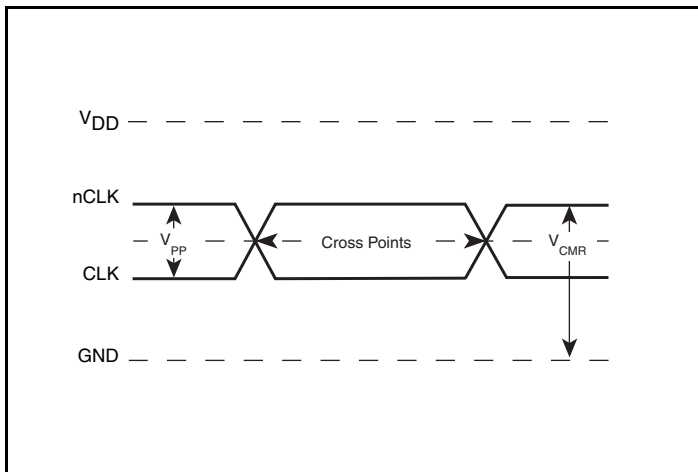 VDD
nCLK
VPP
Cross Points
VCMR
CLK
GND